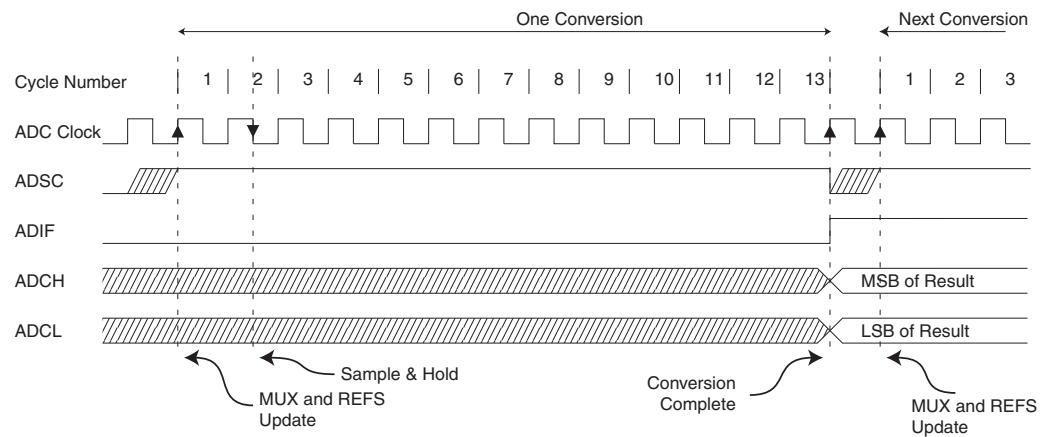 One Conversion
Next Conversion
Cycle Number 1 2 3 4 5 6 7 8 9 10 11 12 13 1 2 3
ADC Clock
ADSC
ADIF
ADCH MSB of Result
ADCL LSB of Result
Sample & Hold
MUX and REFS
Update
Conversion
Complete
MUX and REFS
Update